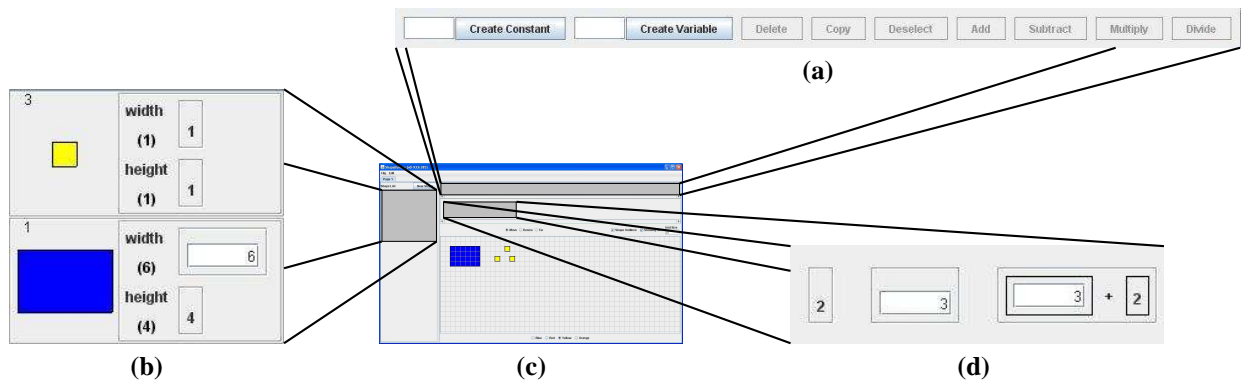 Create Constant Create Variable Delete Copy Deselect Add Subtract Multiply Divide
(a)
3
width
(1) 1
height
(1) 1
1
width
(6) 6
height
(4) 4
2 3 3 + 2
(b) (c) (d)